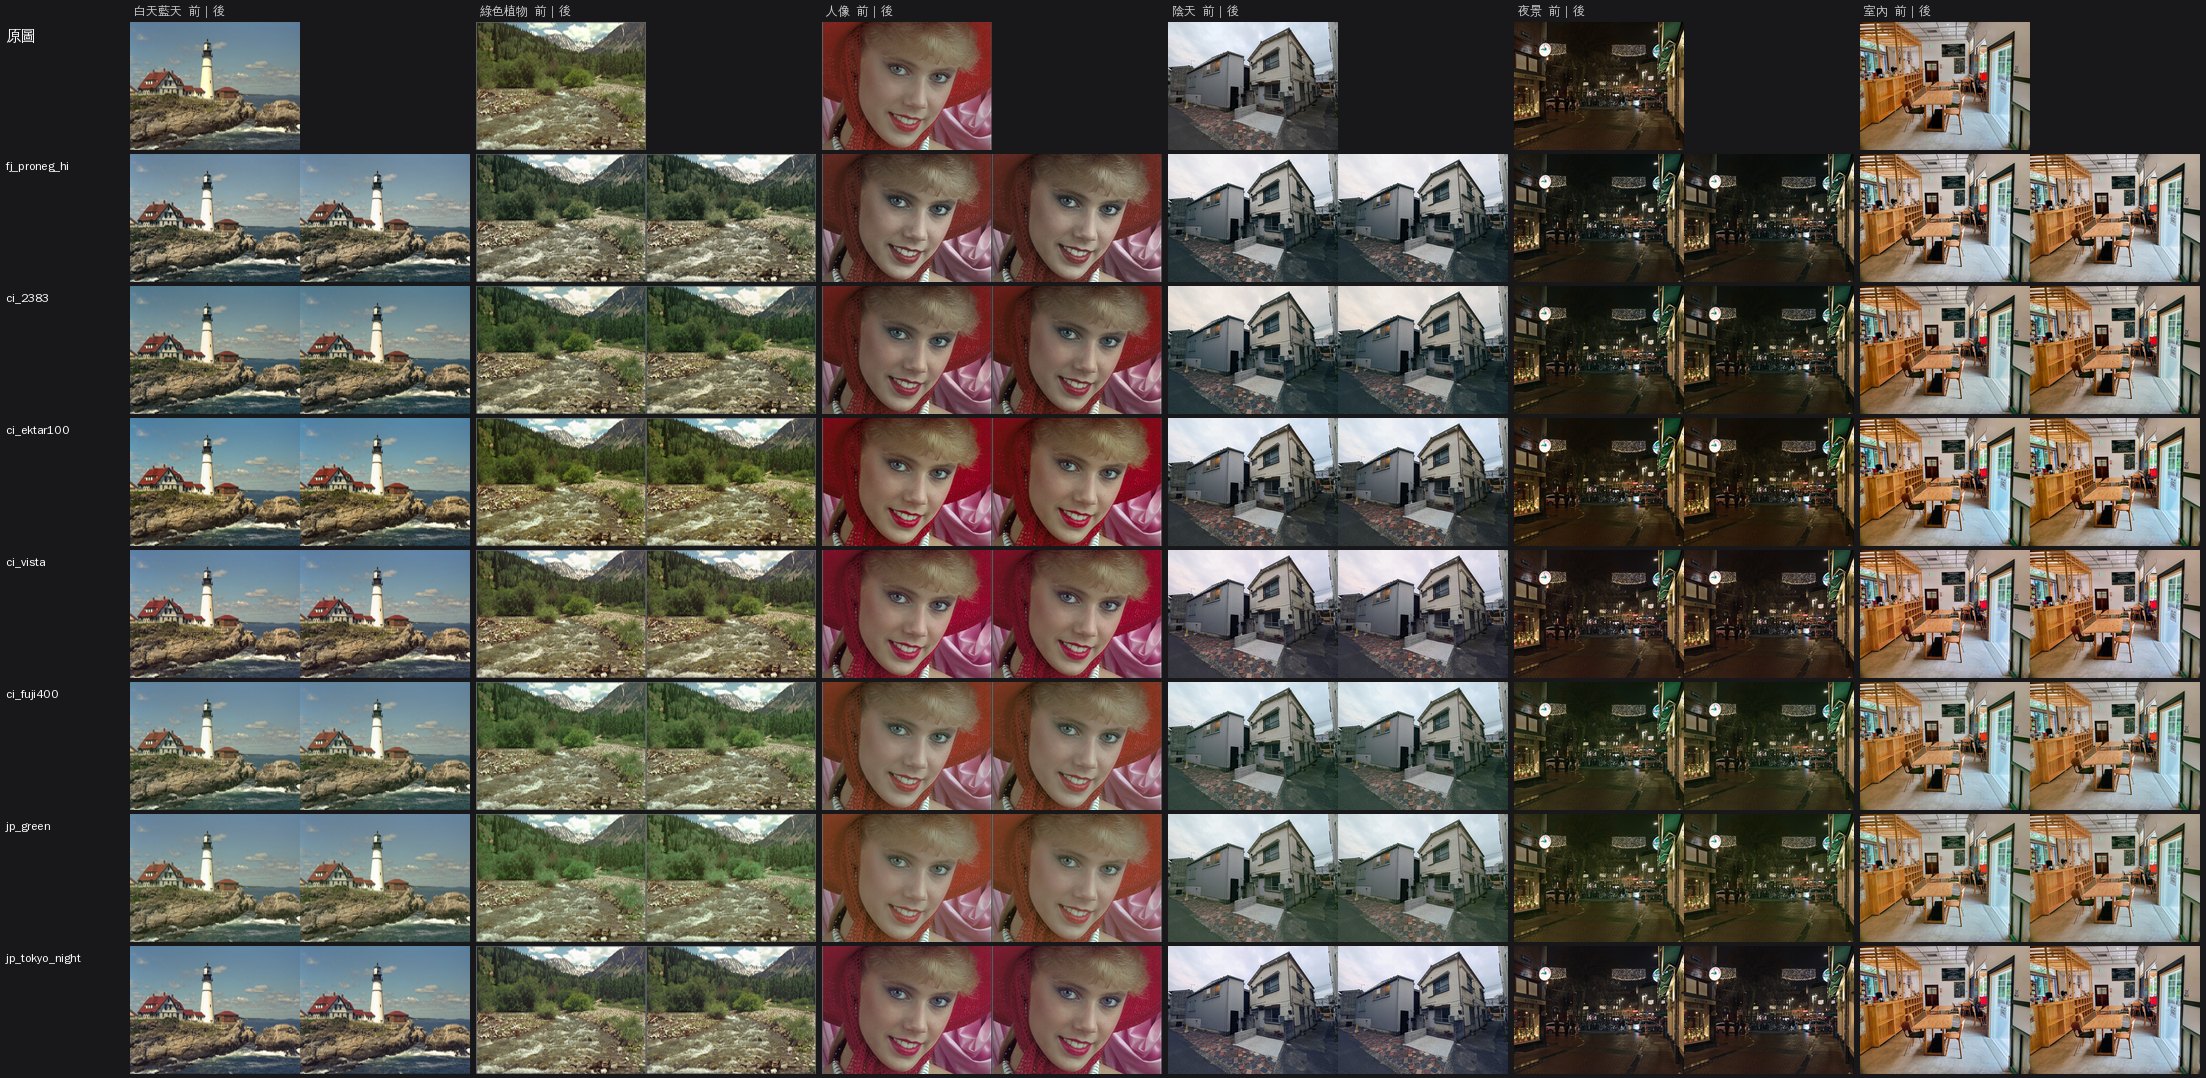 白天藍天 前 | 後
綠色植物 前 | 後
人像 前 | 後
陰天 前 | 後
夜景 前 | 後
室內 前 | 後
原圖
fj_proneg_hi
ci_2383
ci_ektar100
ci_vista
ci_fuji400
jp_green
jp_tokyo_night